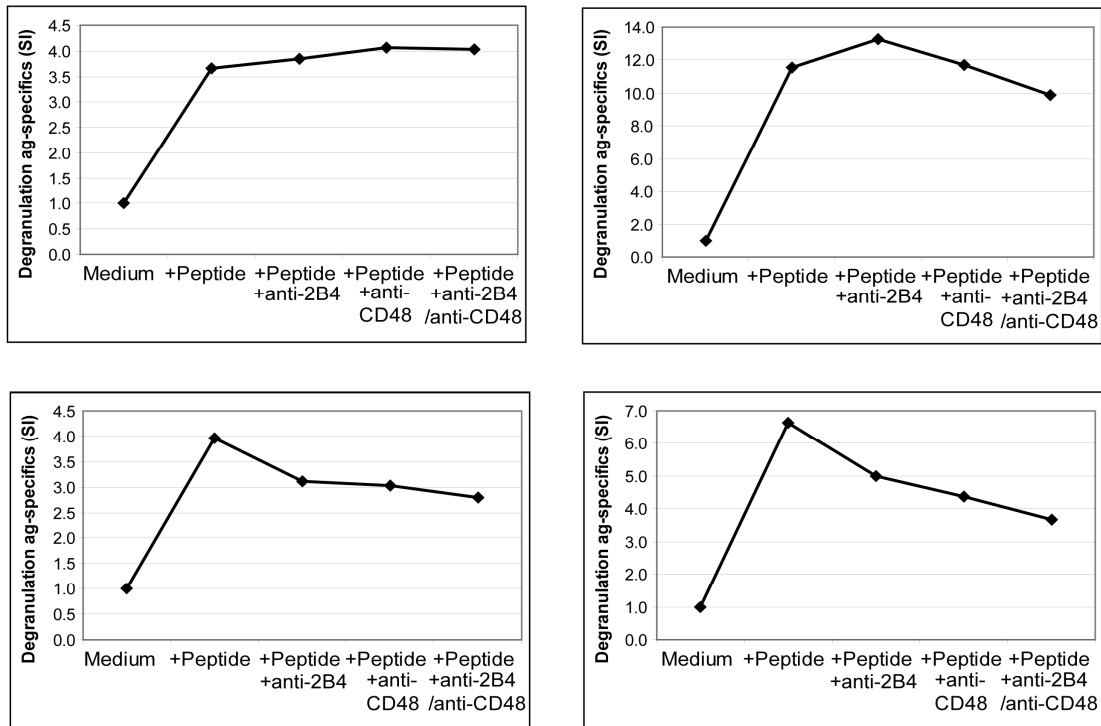 Degranulation ag-specifics (SI)
4.5
4.0
3.5
3.0
2.5
2.0
1.5
1.0
0.5
0.0
Medium +Peptide +Peptide +Peptide +Peptide
+anti-2B4 +anti- +anti-2B4
CD48 /anti-CD48
Degranulation ag-specifics (SI)
14.0
12.0
10.0
8.0
6.0
4.0
2.0
0.0
Medium +Peptide +Peptide +Peptide +Peptide
+anti-2B4 +anti- +anti-2B4
CD48 /anti-CD48
Degranulation ag-specifics (SI)
4.5
4.0
3.5
3.0
2.5
2.0
1.5
1.0
0.5
0.0
Medium +Peptide +Peptide +Peptide +Peptide
+anti-2B4 +anti- +anti-2B4
CD48 /anti-CD48
Degranulation ag-specifics (SI)
7.0
6.0
5.0
4.0
3.0
2.0
1.0
0.0
Medium +Peptide +Peptide +Peptide +Peptide
+anti-2B4 +anti- +anti-2B4
CD48 /anti-CD48